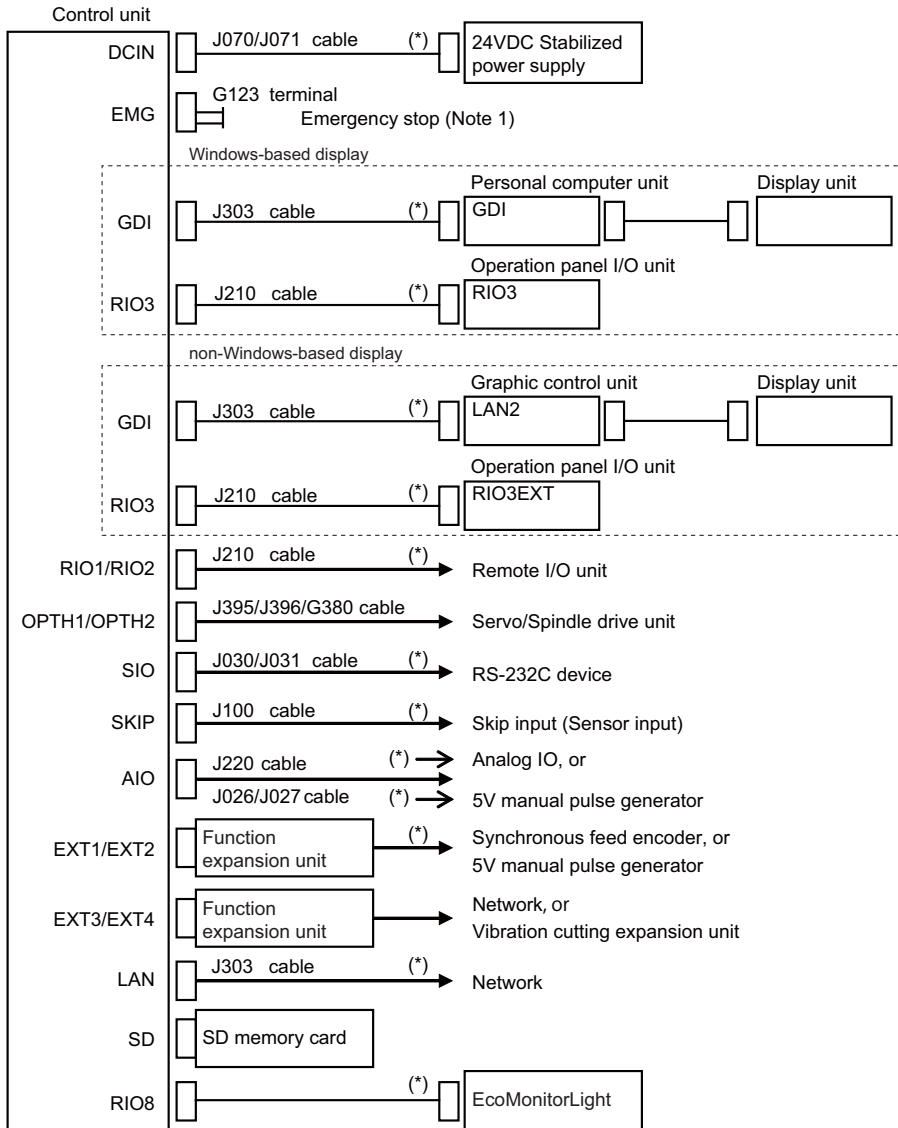 Control unit
DCIN
J070/J071 cable (*)
24VDC Stabilized
power supply
EMG
G123 terminal
Emergency stop (Note 1)
Windows-based display
Personal computer unit
Display unit
GDI
J303 cable (*)
GDI
Operation panel I/O unit
RIO3
J210 cable (*)
RIO3
non-Windows-based display
Graphic control unit
Display unit
GDI
J303 cable (*)
LAN2
Operation panel I/O unit
RIO3
J210 cable (*)
RIO3EXT
RIO1/RIO2
J210 cable (*)
Remote I/O unit
OPTH1/OPTH2
J395/J396/G380 cable
Servo/Spindle drive unit
SIO
J030/J031 cable (*)
RS-232C device
SKIP
J100 cable (*)
Skip input (Sensor input)
AIO
J220 cable (*)
Analog IO, or
J026/J027 cable (*)
5V manual pulse generator
EXT1/EXT2
Function
expansion unit
(*)
Synchronous feed encoder, or
5V manual pulse generator
EXT3/EXT4
Function
expansion unit
Network, or
Vibration cutting expansion unit
LAN
J303 cable (*)
Network
SD
SD memory card
RIO8
(*)
EcoMonitorLight